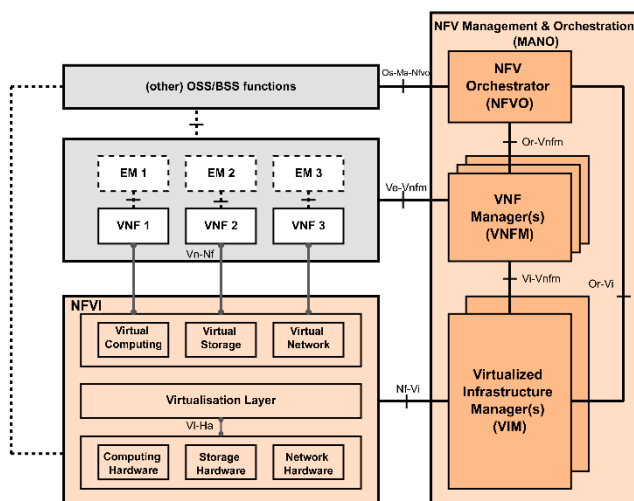 NFV Management & Orchestration
(MANO)
(other) OSS/BSS functions
Os-Ma-Nfvo
NFV
Orchestrator
(NFVO)
Or-Vnfm
EM 1
EM 2
EM 3
VNF 1
VNF 2
VNF 3
Ve-Vnfm
VNF
Manager(s)
(VNFM)
Vn-Nf
Vi-Vnfm
Or-Vi
NFVI
Virtual
Computing
Virtual
Storage
Virtual
Network
Virtualisation Layer
Nf-Vi
Virtualized
Infrastructure
Manager(s)
(VIM)
Vl-Ha
Computing
Hardware
Storage
Hardware
Network
Hardware